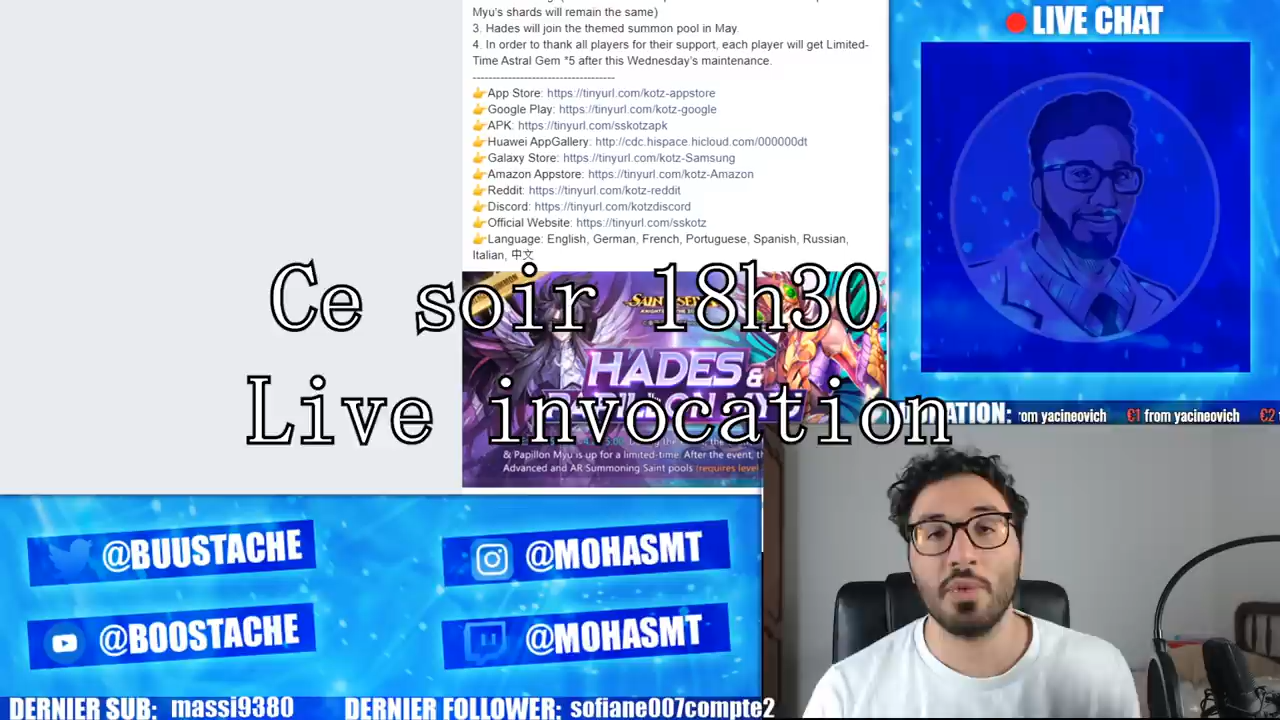 Myu's shards will remain the same)
3. Hades will join the themed summon pool in May.
4. In order to thank all players for their support, each player will get Limited-
Time Astral Gem *5 after this Wednesday's maintenance.
------------------------------------
👉App Store: https://tinyurl.com/kotz-appstore
👉Google Play: https://tinyurl.com/kotz-google
👉APK: https://tinyurl.com/sskotzapk
👉Huawei AppGallery: http://cdc.hispace.hicloud.com/000000dt
👉Galaxy Store: https://tinyurl.com/kotz-Samsung
👉Amazon Appstore: https://tinyurl.com/kotz-Amazon
👉Reddit: https://tinyurl.com/kotz-reddit
👉Discord: https://tinyurl.com/kotzdiscord
👉Official Website: https://tinyurl.com/sskotz
👉Language: English, German, French, Portuguese, Spanish, Russian,
Italian, 中文
LIVE CHAT
Ce soir 18h30
HADES &
Live invocation
& Papillon Myu is up for a limited-time. After the event, th
Advanced and AR Summoning Saint pools (requires level
om yacineovich €1 from yacineovich €2
@BUUSTACHE
@MOHASMT
@BOOSTACHE
@MOHASMT
DERNIER SUB: massi9380
DERNIER FOLLOWER: sofiane007compte2